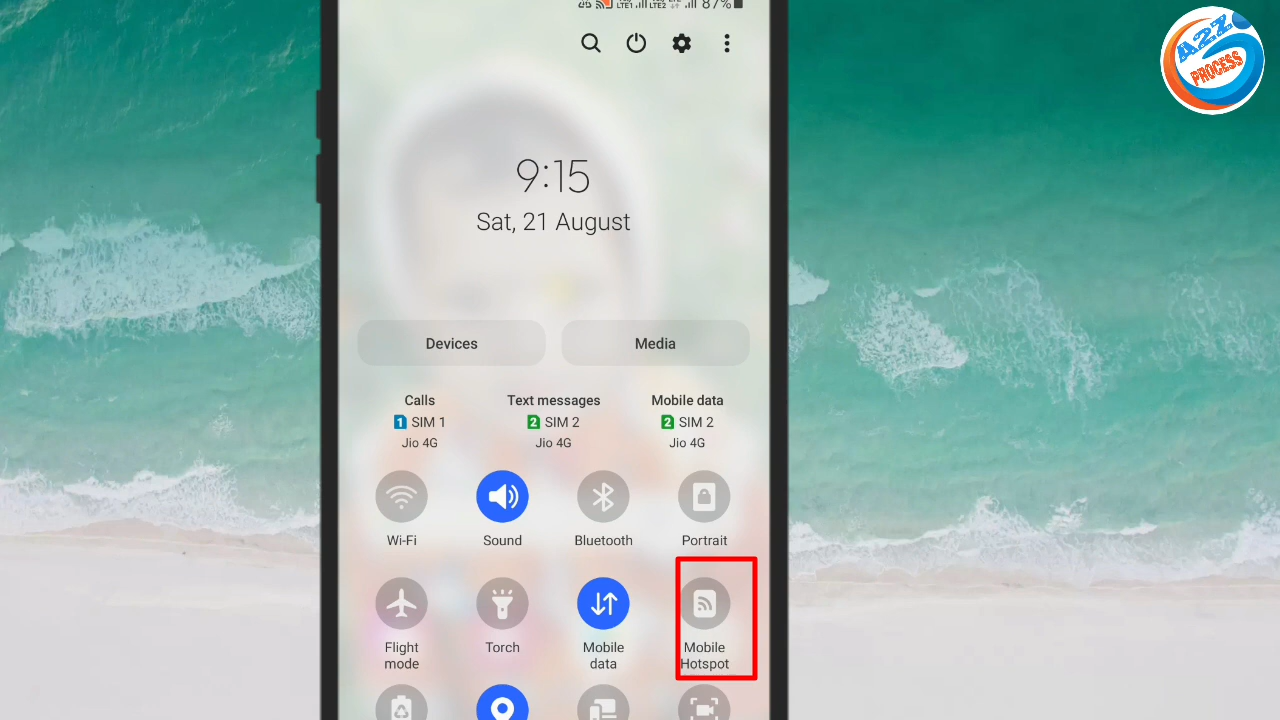 87%
A2Z
PROCESS
9:15
Sat, 21 August
Devices
Media
Calls
Text messages
Mobile data
1 SIM 1
2 SIM 2
2 SIM 2
Jio 4G
Jio 4G
Jio 4G
Wi-Fi
Sound
Bluetooth
Portrait
Flight
mode
Torch
Mobile
data
Mobile
Hotspot